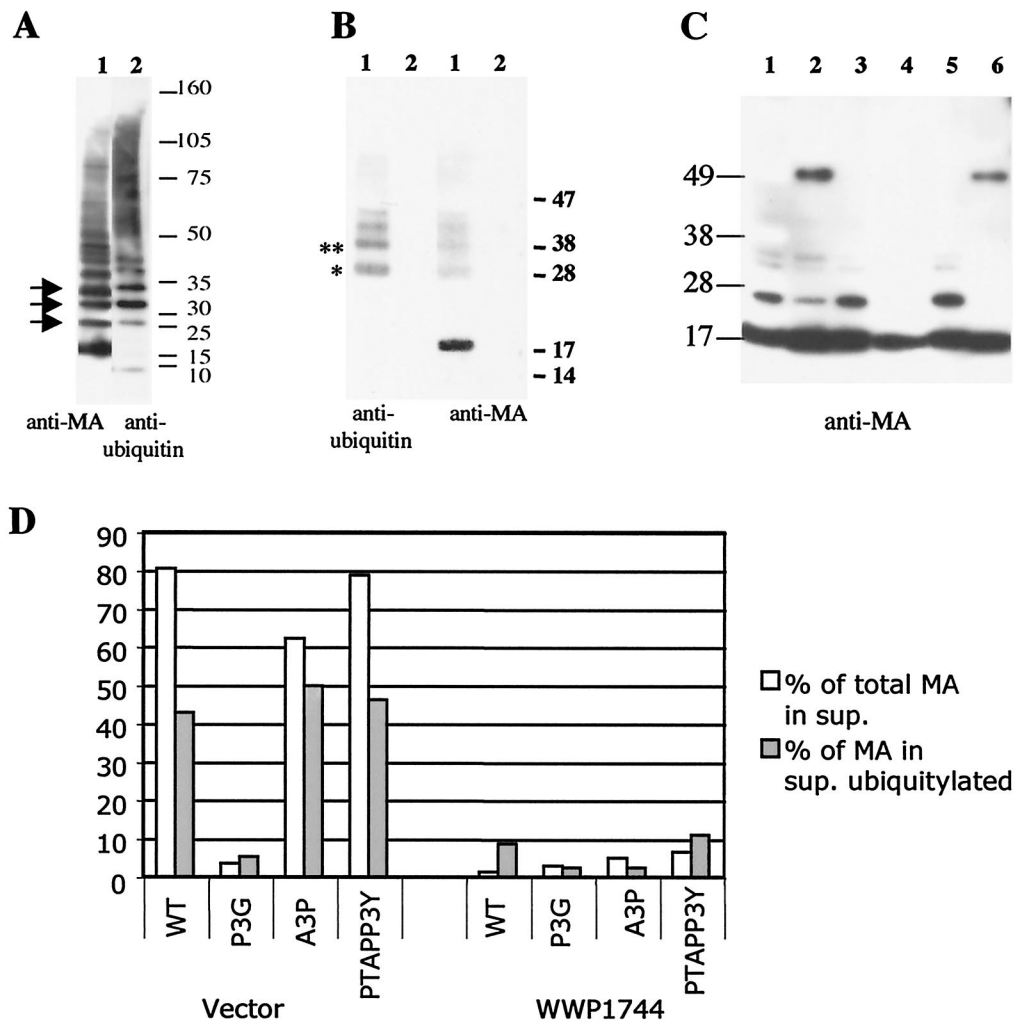 A
1 2
160
105
75
50
35
30
25
15
10
anti-MA anti-
ubiquitin
B
1 2 1 2
**
*
47
38
28
17
14
anti-
ubiquitin
anti-MA
C
1 2 3 4 5 6
49
38
28
17
anti-MA
D
90
80
70
60
50
40
30
20
10
0
WT
P3G
A3P
PTAPP3Y
WT
P3G
A3P
PTAPP3Y
Vector
WWP1744
% of total MA
in sup.
% of MA in
sup. ubiquitylated